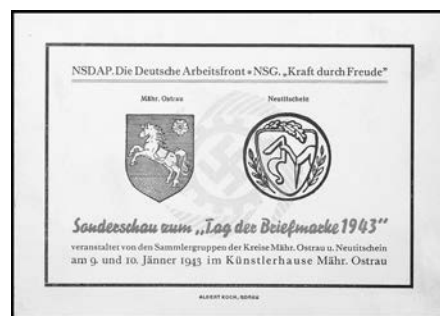 NSDAP. Die Deutsche Arbeitsfront • NSG. „Kraft durch Freude"
Mähr. Ostrau
Neutitschein
Sonderschau zum „Tag der Briefmarke 1943"
veranstaltet von den Sammlergruppen der Kreise Mähr. Ostrau u. Neutitschein
am 9. und 10. Jänner 1943 im Künstlerhause Mähr. Ostrau
ALBERT KOCH,